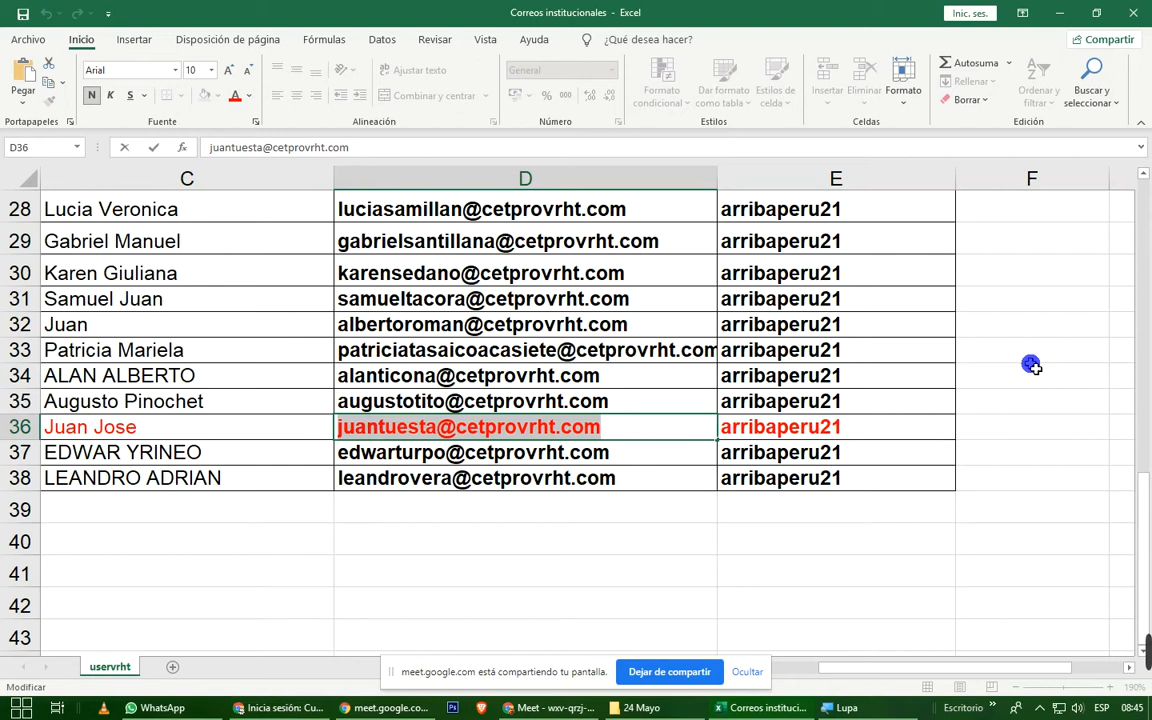 Correos institucionales - Excel
Inic. ses.
Archivo Inicio Insertar Disposición de página Fórmulas Datos Revisar Vista Ayuda ¿Qué desea hacer? Compartir
Pegar
Arial 10
N K S
Ajustar texto
Combinar y centrar
General
% 000
Formato condicional
Dar formato como tabla
Estilos de celda
Insertar Eliminar Formato
Autosuma
Rellenar
Borrar
Ordenar y filtrar
Buscar y seleccionar
Portapapeles Fuente Alineación Número Estilos Celdas Edición
D36 fx juantuesta@cetprovrht.com
C D E F
28 Lucia Veronica luciasamillan@cetprovrht.com arribaperu21
29 Gabriel Manuel gabrielsantillana@cetprovrht.com arribaperu21
30 Karen Giuliana karensedano@cetprovrht.com arribaperu21
31 Samuel Juan samueltacora@cetprovrht.com arribaperu21
32 Juan albertoroman@cetprovrht.com arribaperu21
33 Patricia Mariela patriciatasaicoacasiete@cetprovrht.com arribaperu21
34 ALAN ALBERTO alanticona@cetprovrht.com arribaperu21
35 Augusto Pinochet augustotito@cetprovrht.com arribaperu21
36 Juan Jose juantuesta@cetprovrht.com arribaperu21
37 EDWAR YRINEO edwarturpo@cetprovrht.com arribaperu21
38 LEANDRO ADRIAN leandrovera@cetprovrht.com arribaperu21
39
40
41
42
43
uservrht
meet.google.com está compartiendo tu pantalla. Dejar de compartir Ocultar
Modificar 190%
WhatsApp Inicia sesión: Cu... meet.google.co... Ps Meet - wxv-qrzj-... 24 Mayo Correos instituci... Lupa Escritorio ESP 08:45